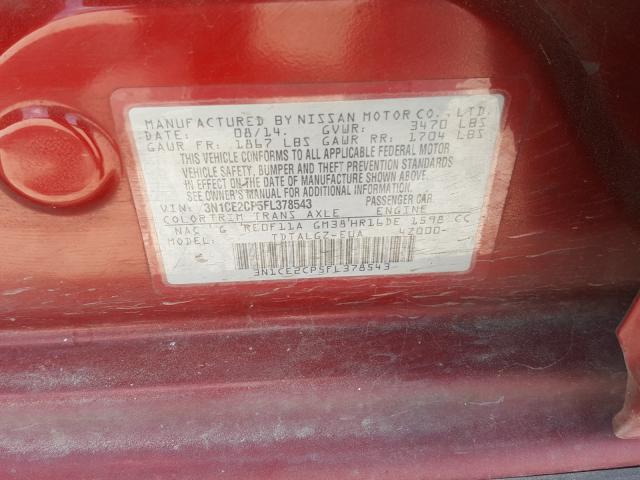 MANUFACTURED BY NISSAN MOTOR CO., LTD.
DATE: 08/14. GVWR: 3470 LBS
GAWR FR: 1867 LBS GAWR RR: 1704 LBS
THIS VEHICLE CONFORMS TO ALL APPLICABLE FEDERAL MOTOR
VEHICLE SAFETY, BUMPER AND THEFT PREVENTION STANDARDS
IN EFFECT ON THE DATE OF MANUFACTURE SHOWN ABOVE.
SEE OWNER'S MANUAL FOR ADDITIONAL INFORMATION.
VIN: 3N1CE2CP5FL378543 PASSENGER CAR
COLOR TRIM TRANS AXLE ENGINE
NAC G RE0F11A GM38 HR16DE 1598 CC
MODEL: TDTALGZ-EUA 4Z000-
3N1CE2CP5FL378543